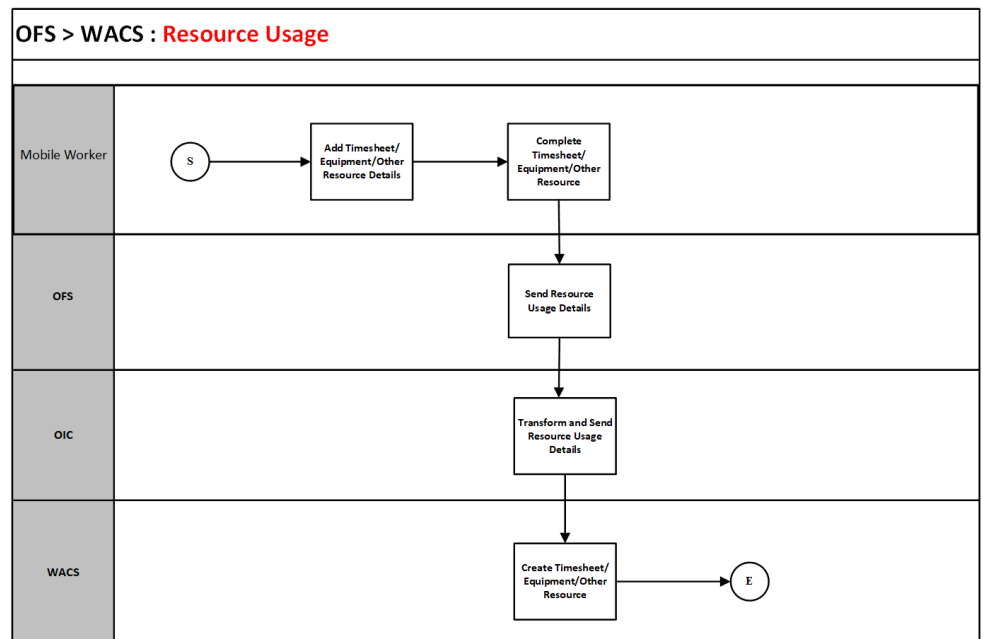 OFS > WACS : Resource Usage
Mobile Worker
S
Add Timesheet/
Equipment/Other
Resource Details
Complete
Timesheet/
Equipment/Other
Resource
OFS
Send Resource
Usage Details
OIC
Transform and Send
Resource Usage
Details
WACS
Create Timesheet/
Equipment/Other
Resource
E